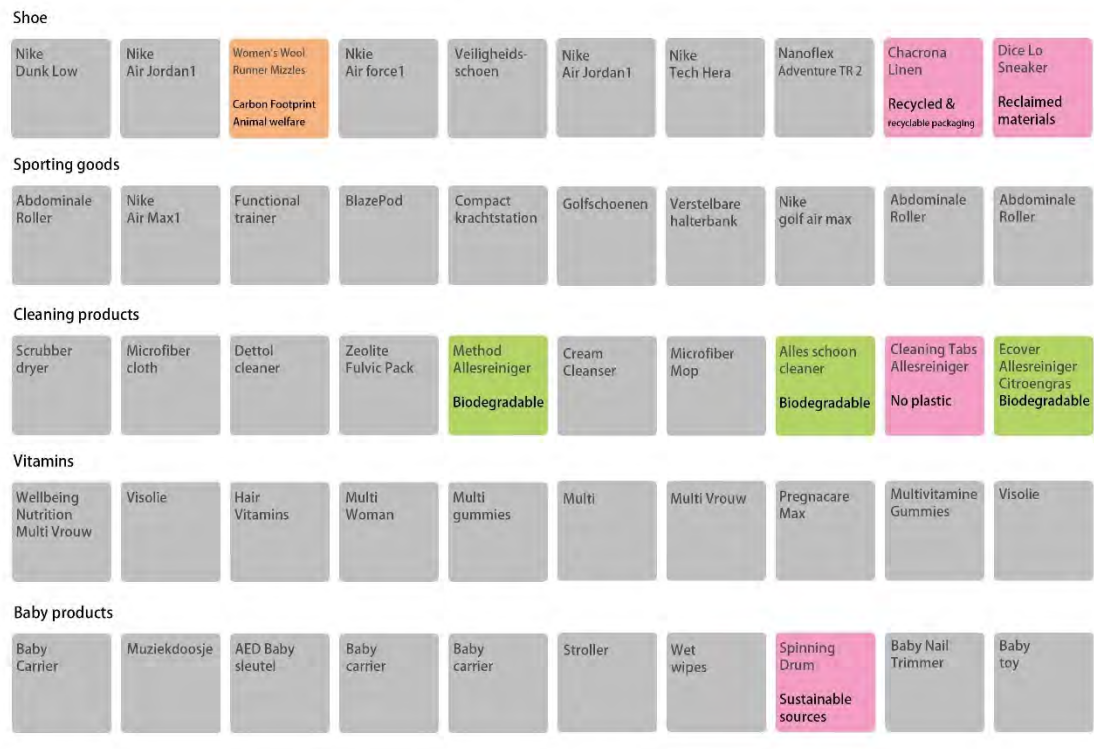 Shoe
Nike
Dunk Low
Nike
Air Jordan1
Women's Wool
Runner Mizzles
Carbon Footprint
Animal welfare
Nkie
Air force1
Veiligheids-
schoen
Nike
Air Jordan1
Nike
Tech Hera
Nanoflex
Adventure TR 2
Chacrona
Linen
Recycled &
recyclable packaging
Dice Lo
Sneaker
Reclaimed
materials
Sporting goods
Abdominale
Roller
Nike
Air Max1
Functional
trainer
BlazePod
Compact
krachtstation
Golfschoenen
Verstelbare
halterbank
Nike
golf air max
Abdominale
Roller
Abdominale
Roller
Cleaning products
Scrubber
dryer
Microfiber
cloth
Dettol
cleaner
Zeolite
Fulvic Pack
Method
Allesreiniger
Biodegradable
Cream
Cleanser
Microfiber
Mop
Alles schoon
cleaner
Biodegradable
Cleaning Tabs
Allesreiniger
No plastic
Ecover
Allesreiniger
Citroengras
Biodegradable
Vitamins
Wellbeing
Nutrition
Multi Vrouw
Visolie
Hair
Vitamins
Multi
Woman
Multi
gummies
Multi
Multi Vrouw
Pregnacare
Max
Multivitamine
Gummies
Visolie
Baby products
Baby
Carrier
Muziekdoosje
AED Baby
sleutel
Baby
carrier
Baby
carrier
Stroller
Wet
wipes
Spinning
Drum
Sustainable
sources
Baby Nail
Trimmer
Baby
toy